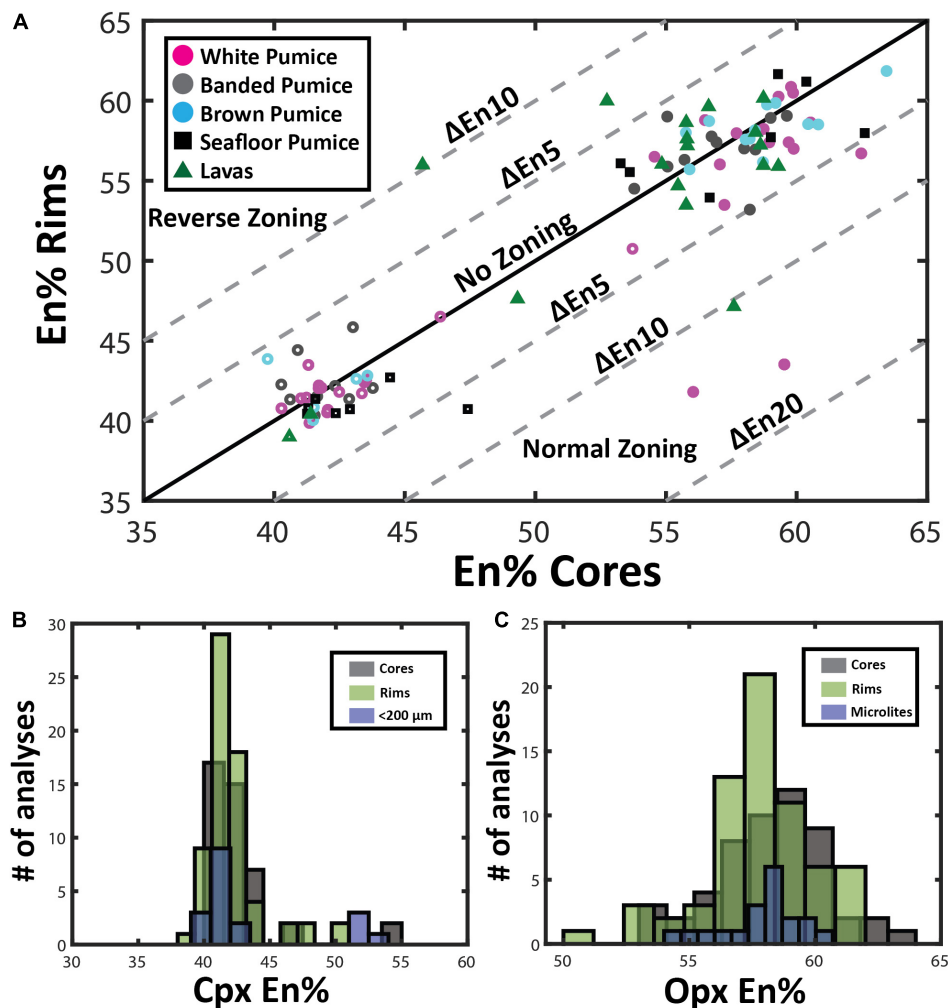 A
65
60
55
50
45
40
35
En% Rims
White Pumice
Banded Pumice
Brown Pumice
Seafloor Pumice
Lavas
ΔEn10
ΔEn5
Reverse Zoning
No Zoning
ΔEn5
ΔEn10
ΔEn20
Normal Zoning
35 40 45 50 55 60 65
En% Cores
B
30
25
20
15
10
5
0
# of analyses
Cores
Rims
<200 µm
30 35 40 45 50 55 60
Cpx En%
C
25
20
15
10
5
0
# of analyses
Cores
Rims
Microlites
50 55 60 65
Opx En%